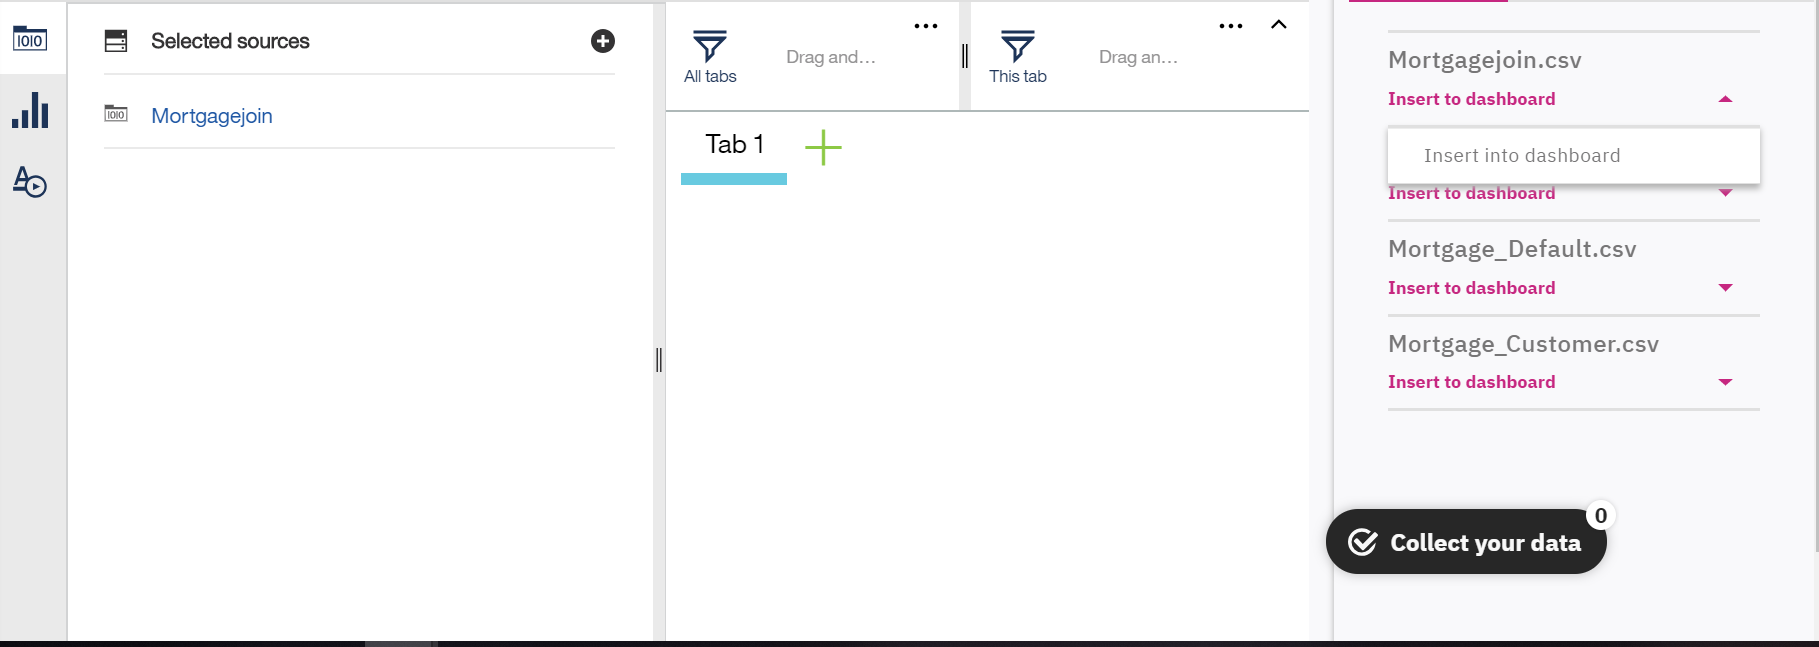 Selected sources
Mortgagejoin
All tabs
Drag and...
This tab
Drag an...
Tab 1
Mortgagejoin.csv
Insert to dashboard
Insert into dashboard
Insert to dashboard
Mortgage_Default.csv
Insert to dashboard
Mortgage_Customer.csv
Insert to dashboard
0
Collect your data